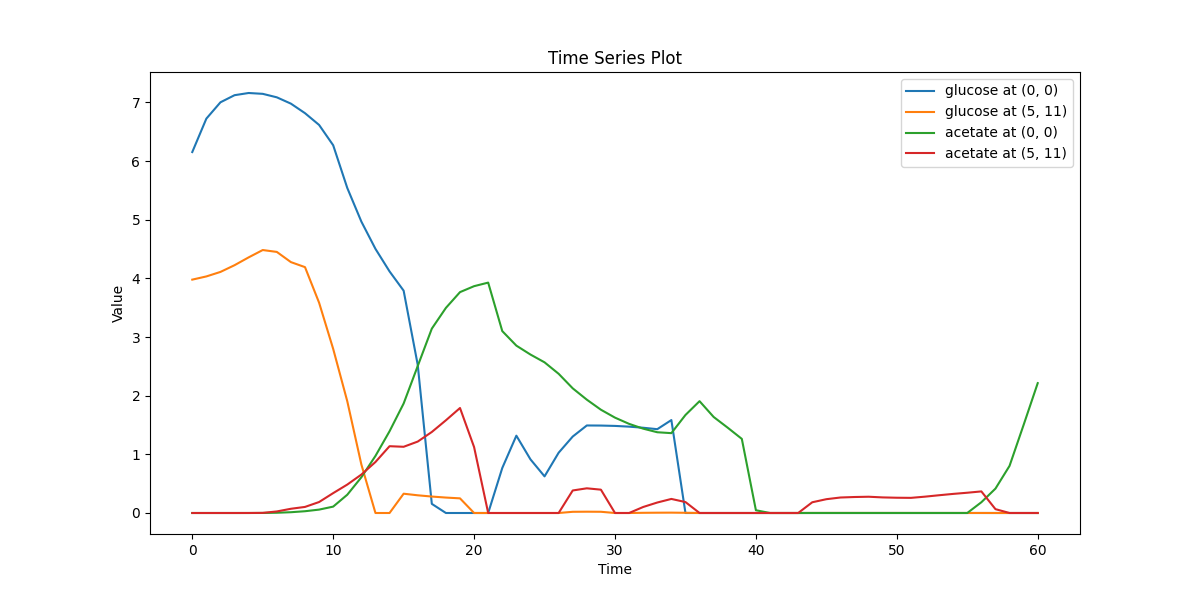 Time Series Plot
glucose at (0, 0)
glucose at (5, 11)
acetate at (0, 0)
acetate at (5, 11)
Value
7
6
5
4
3
2
1
0
0 10 20 30 40 50 60
Time